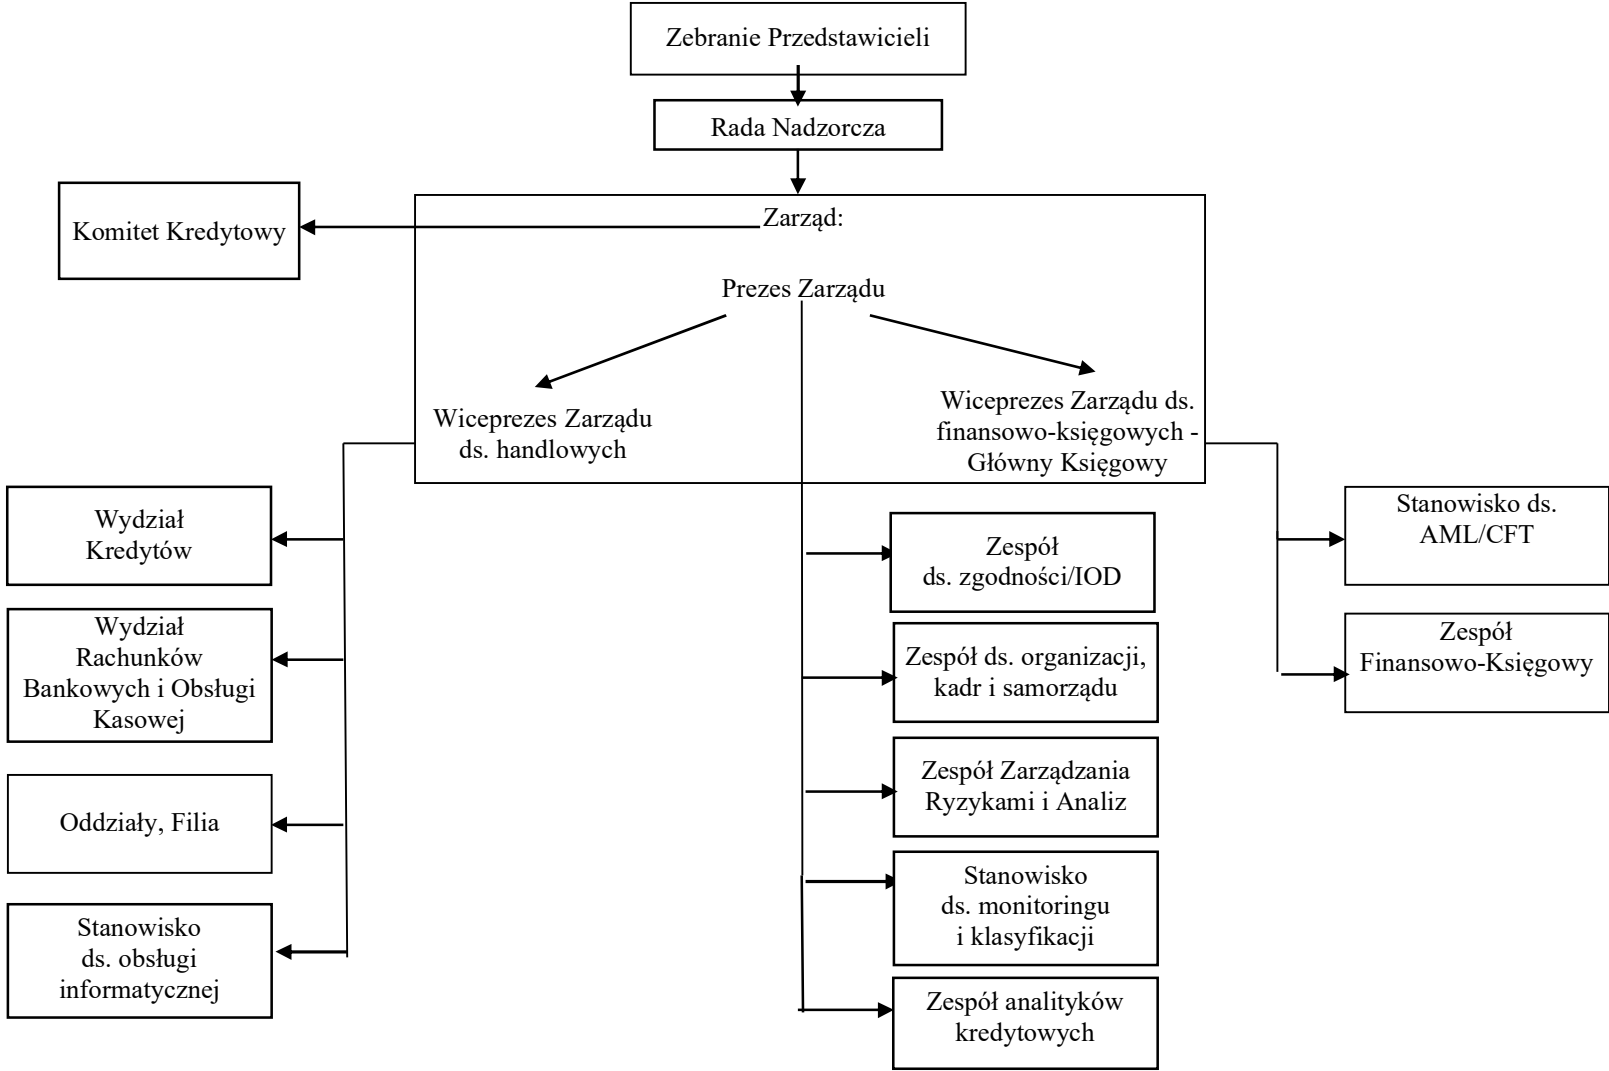 Zebranie Przedstawicieli
Rada Nadzorcza
Komitet Kredytowy
Zarząd:
Prezes Zarządu
Wiceprezes Zarządu
ds. handlowych
Wiceprezes Zarządu ds.
finansowo-księgowych -
Główny Księgowy
Wydział
Kredytów
Wydział
Rachunków
Bankowych i Obsługi
Kasowej
Oddziały, Filia
Stanowisko
ds. obsługi
informatycznej
Zespół
ds. zgodności/IOD
Zespół ds. organizacji,
kadr i samorządu
Zespół Zarządzania
Ryzykami i Analiz
Stanowisko
ds. monitoringu
i klasyfikacji
Zespół analityków
kredytowych
Stanowisko ds.
AML/CFT
Zespół
Finansowo-Księgowy